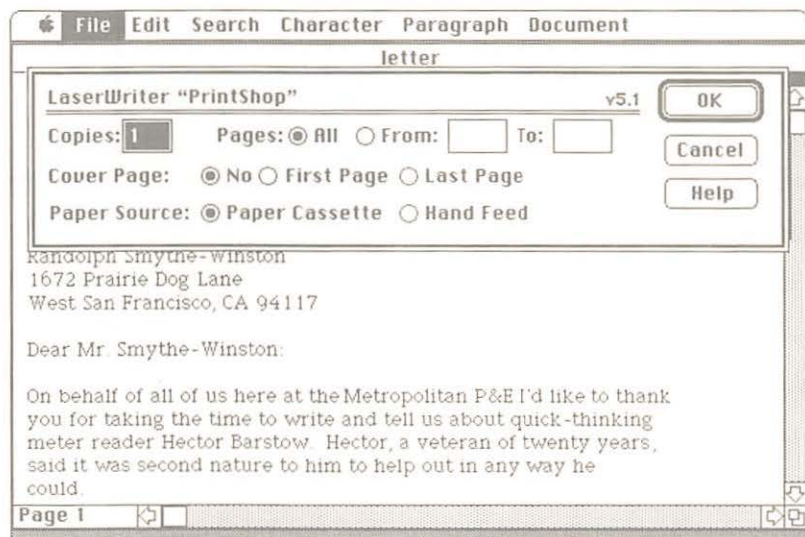 File Edit Search Character Paragraph Document
letter
LaserWriter “PrintShop” v5.1 OK
Copies: 1 Pages: All From: To:
Cancel
Cover Page: No First Page Last Page
Help
Paper Source: Paper Cassette Hand Feed
Randolph Smythe-Winston
1672 Prairie Dog Lane
West San Francisco, CA 94117
Dear Mr. Smythe-Winston:
On behalf of all of us here at the Metropolitan P&E I'd like to thank
you for taking the time to write and tell us about quick-thinking
meter reader Hector Barstow. Hector, a veteran of twenty years,
said it was second nature to him to help out in any way he
could.
Page 1